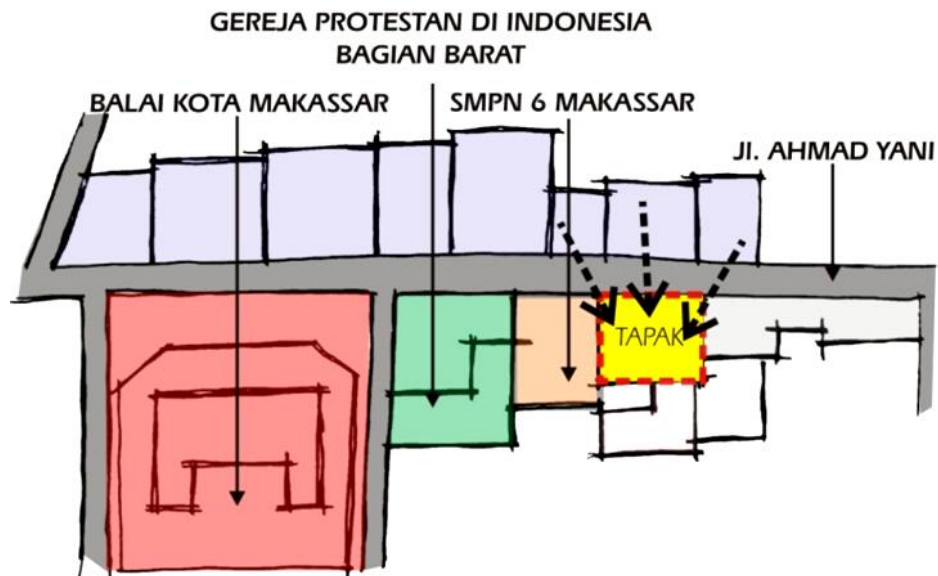 GEREJA PROTESTAN DI INDONESIA
BAGIAN BARAT
BALAI KOTA MAKASSAR
SMPN 6 MAKASSAR
Jl. AHMAD YANI
TAPAK